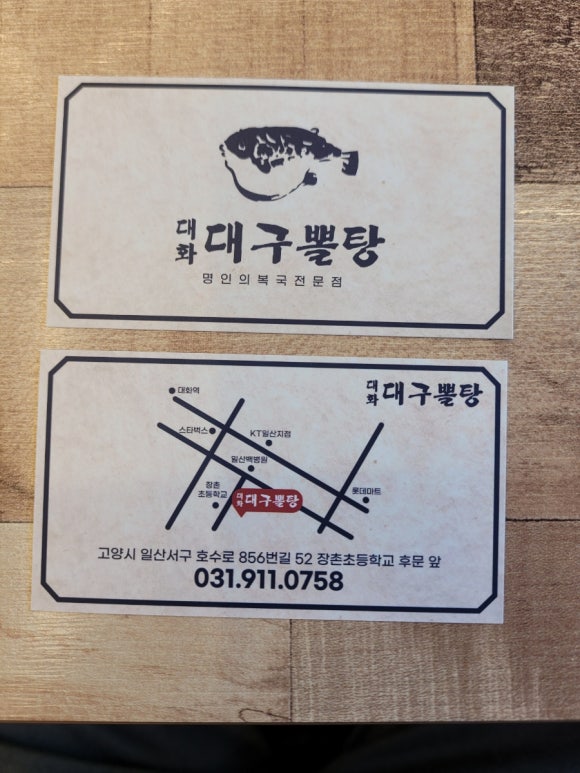 대화 대구뽈탕
명인의복국전문점
대화 대구뽈탕
대화역
스타벅스
KT일산지점
일산백병원
장촌
초등학교
대화 대구뽈탕
롯데마트
고양시 일산서구 호수로 856번길 52 장촌초등학교 후문 앞
031.911.0758